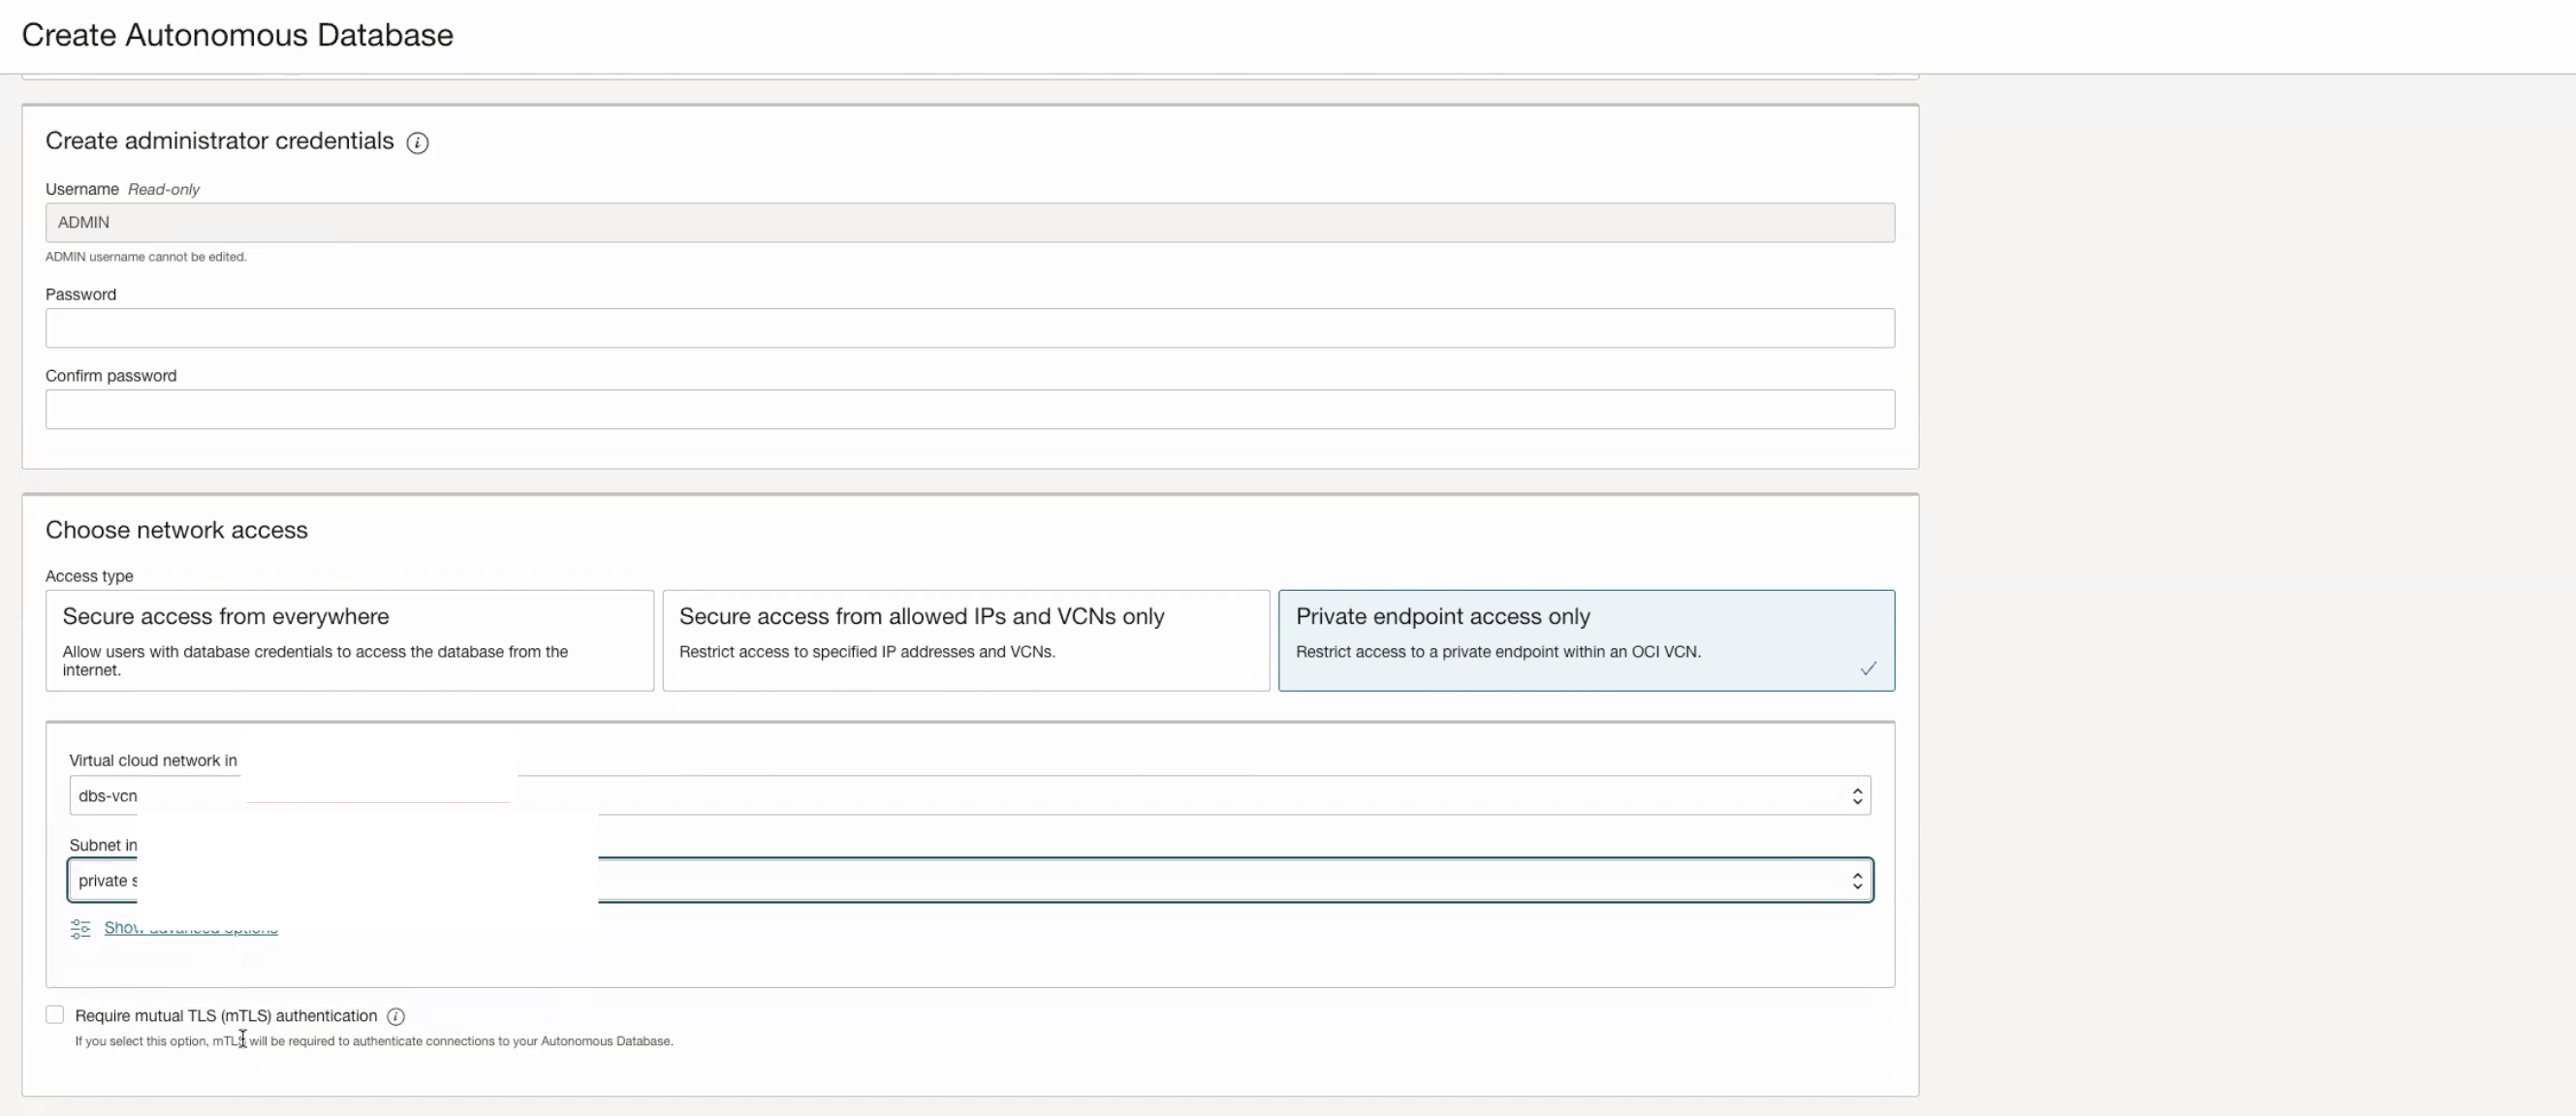 Create Autonomous Database
Create administrator credentials
Username Read-only
ADMIN
ADMIN username cannot be edited.
Password
Confirm password
Choose network access
Access type
Secure access from everywhere
Allow users with database credentials to access the database from the
internet.
Secure access from allowed IPs and VCNs only
Restrict access to specified IP addresses and VCNs.
Private endpoint access only
Restrict access to a private endpoint within an OCI VCN.
Virtual cloud network in
dbs-vcn
Subnet in
private s
Show advanced options
Require mutual TLS (mTLS) authentication
If you select this option, mTLS will be required to authenticate connections to your Autonomous Database.